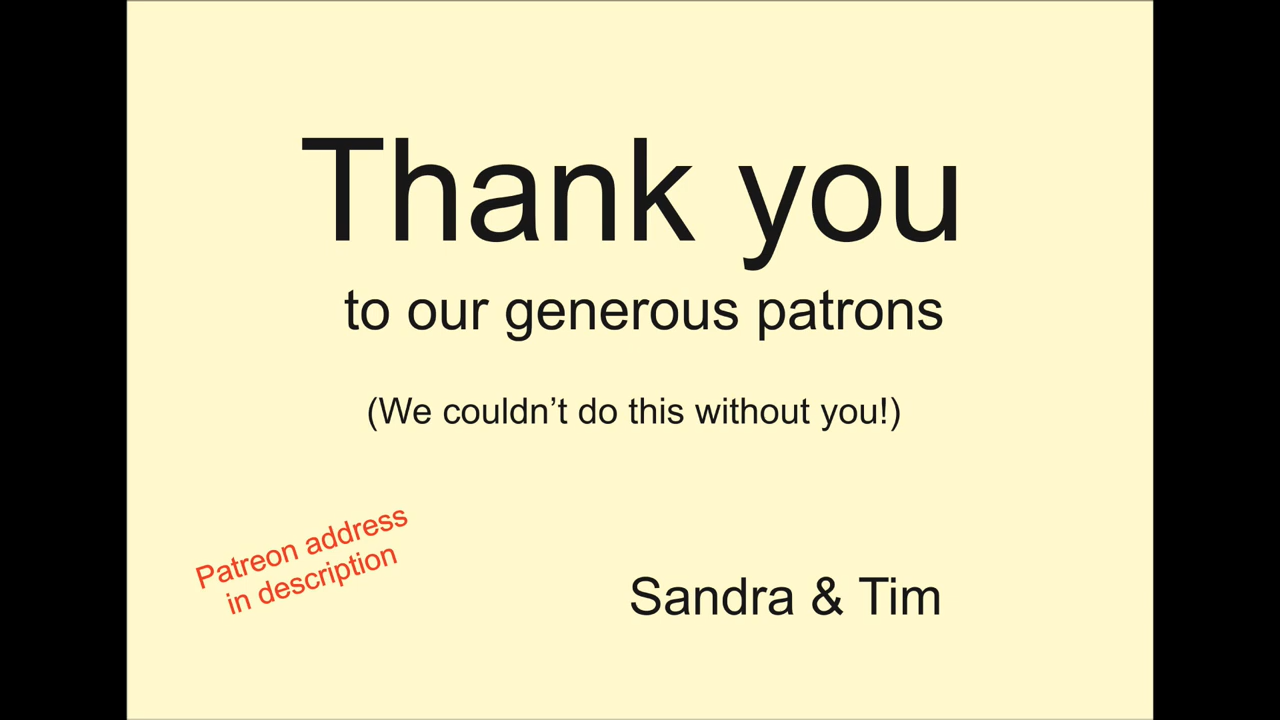 Thank you
to our generous patrons
(We couldn’t do this without you!)
Patreon address
in description
Sandra & Tim